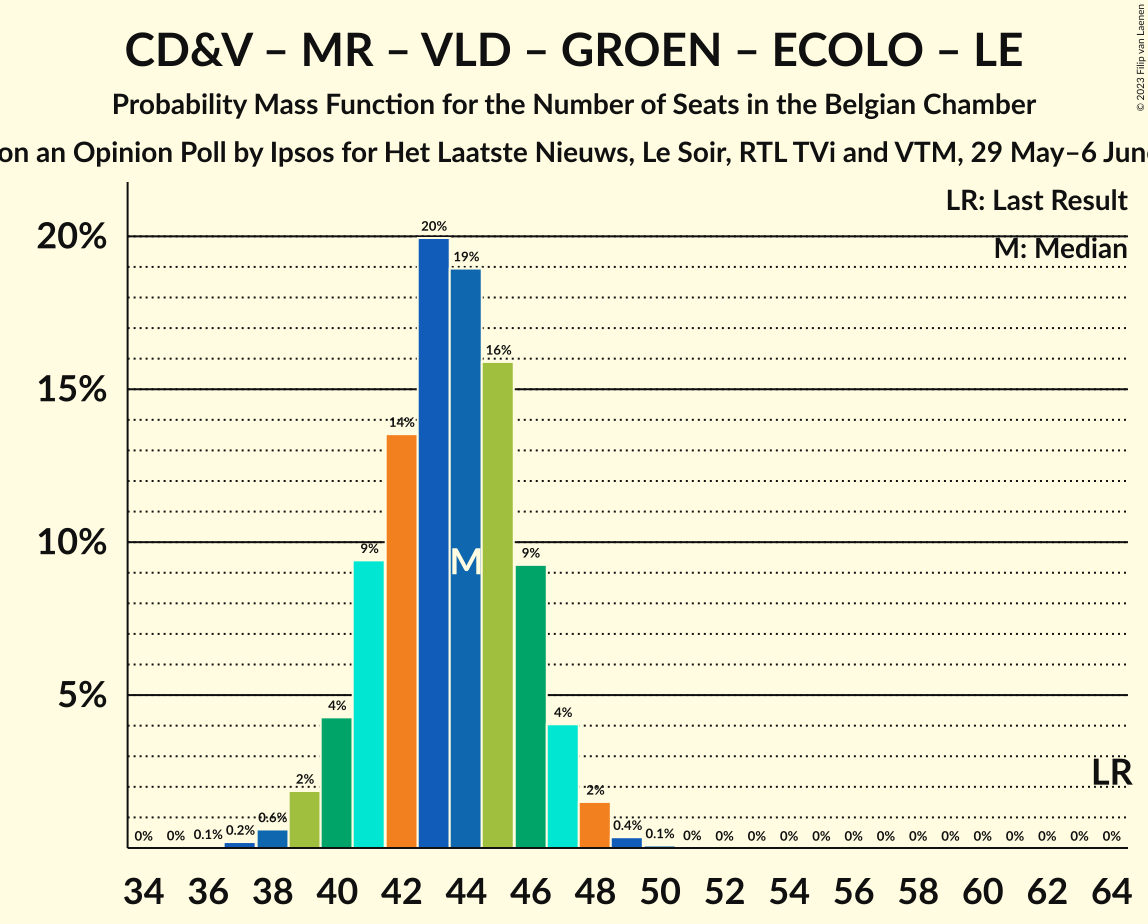 CD&V – MR – VLD – GROEN – ECOLO – LE
Probability Mass Function for the Number of Seats in the Belgian Chamber
on an Opinion Poll by Ipsos for Het Laatste Nieuws, Le Soir, RTL TVi and VTM, 29 May–6 June
© 2023 Filip van Laenen
LR: Last Result
M: Median
20%
15%
10%
5%
0% 0% 0.1% 0.2% 0.6% 2% 4% 9% 14% 20% 19% 16% 9% 4% 2% 0.4% 0.1% 0% 0% 0% 0% 0% 0% 0% 0% 0% 0% 0% 0% 0% 0%
M
LR
34 36 38 40 42 44 46 48 50 52 54 56 58 60 62 64